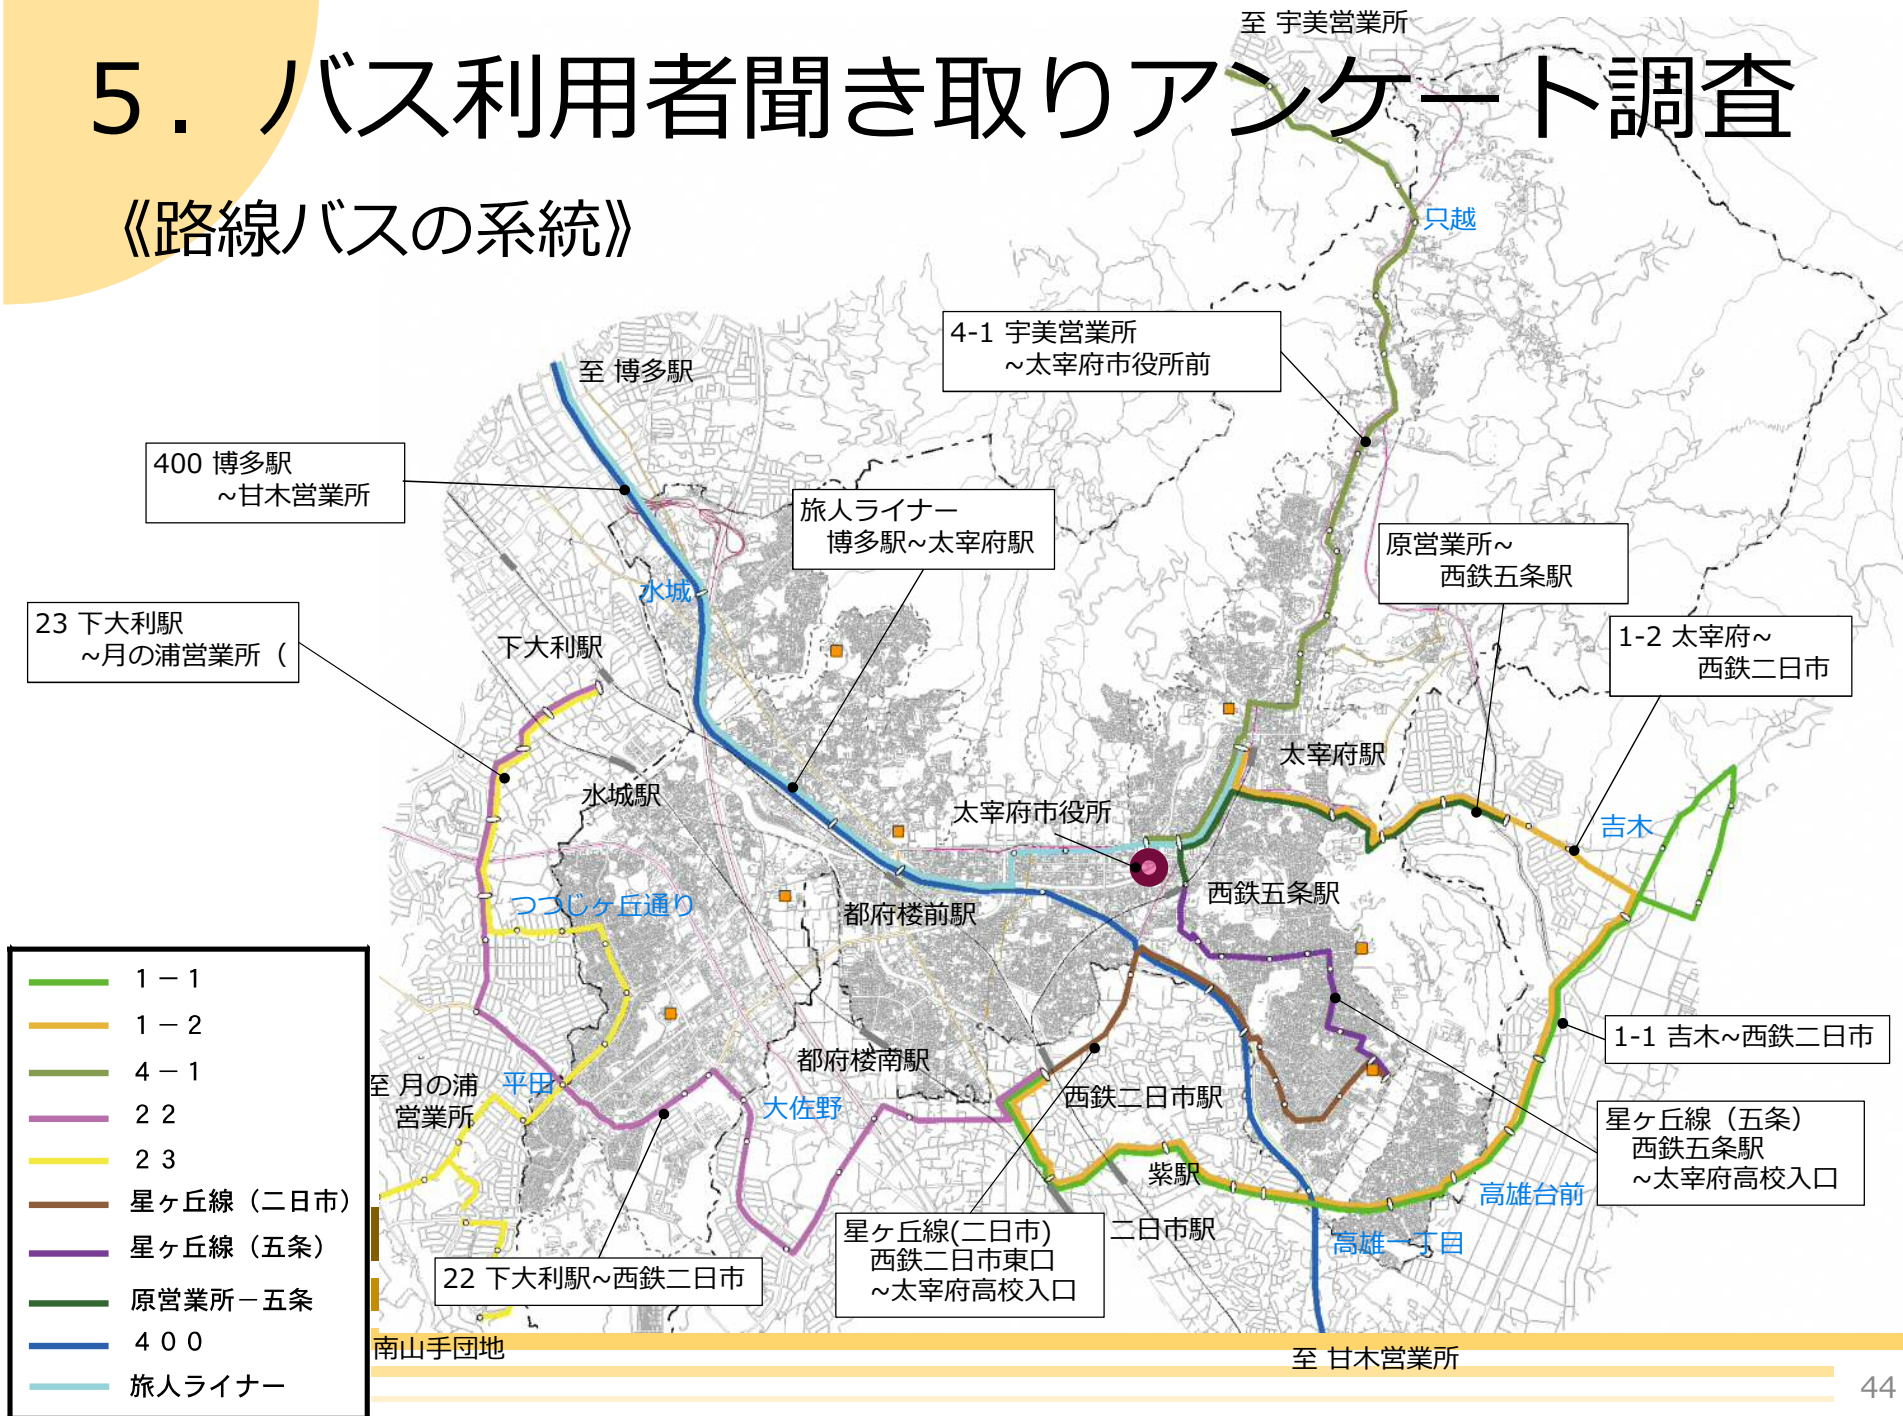 至 宇美営業所
5．バス利用者聞き取りアンケート調査
《路線バスの系統》
只越
4-1 宇美営業所
~太宰府市役所前
至 博多駅
400 博多駅
~甘木営業所
旅人ライナー
博多駅~太宰府駅
原営業所~
西鉄五条駅
水城
23 下大利駅
~月の浦営業所（
下大利駅
1-2 太宰府~
西鉄二日市
太宰府駅
水城駅
太宰府市役所
吉木
つつじヶ丘通り
都府楼前駅
西鉄五条駅
1－1
1－2
4－1
22
23
星ヶ丘線（二日市）
星ヶ丘線（五条）
原営業所－五条
400
旅人ライナー
1-1 吉木~西鉄二日市
都府楼南駅
至 月の浦
営業所
平田
大佐野
西鉄二日市駅
星ヶ丘線（五条）
西鉄五条駅
~太宰府高校入口
紫駅
高雄台前
二日市駅
星ヶ丘線(二日市)
西鉄二日市東口
~太宰府高校入口
高雄一丁目
22 下大利駅~西鉄二日市
南山手団地
至 甘木営業所
44